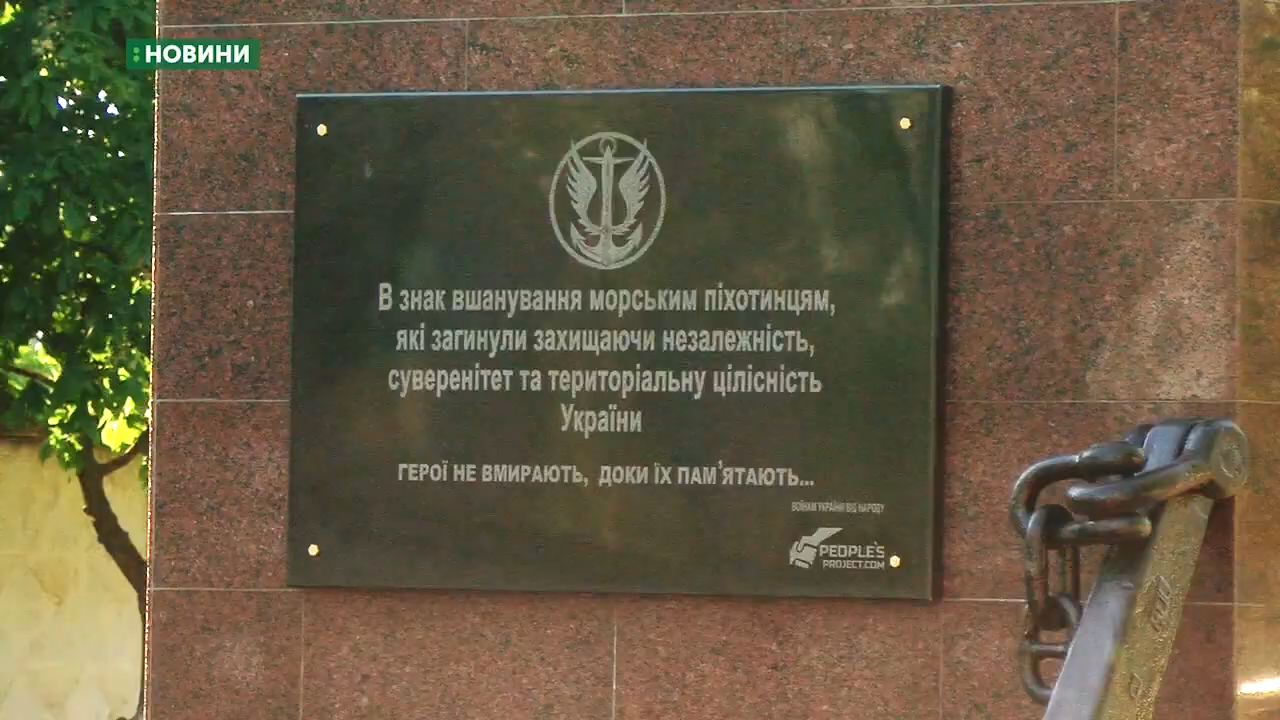 НОВИНИ
В знак вшанування морським піхотинцям,
які загинули захищаючи незалежність,
суверенітет та територіальну цілісність
України
ГЕРОЇ НЕ ВМИРАЮТЬ, ДОКИ ЇХ ПАМ'ЯТАЮТЬ...
ВОЇНАМ УКРАЇНИ ВІД НАРОДУ
PEOPLE'S
PROJECT.COM